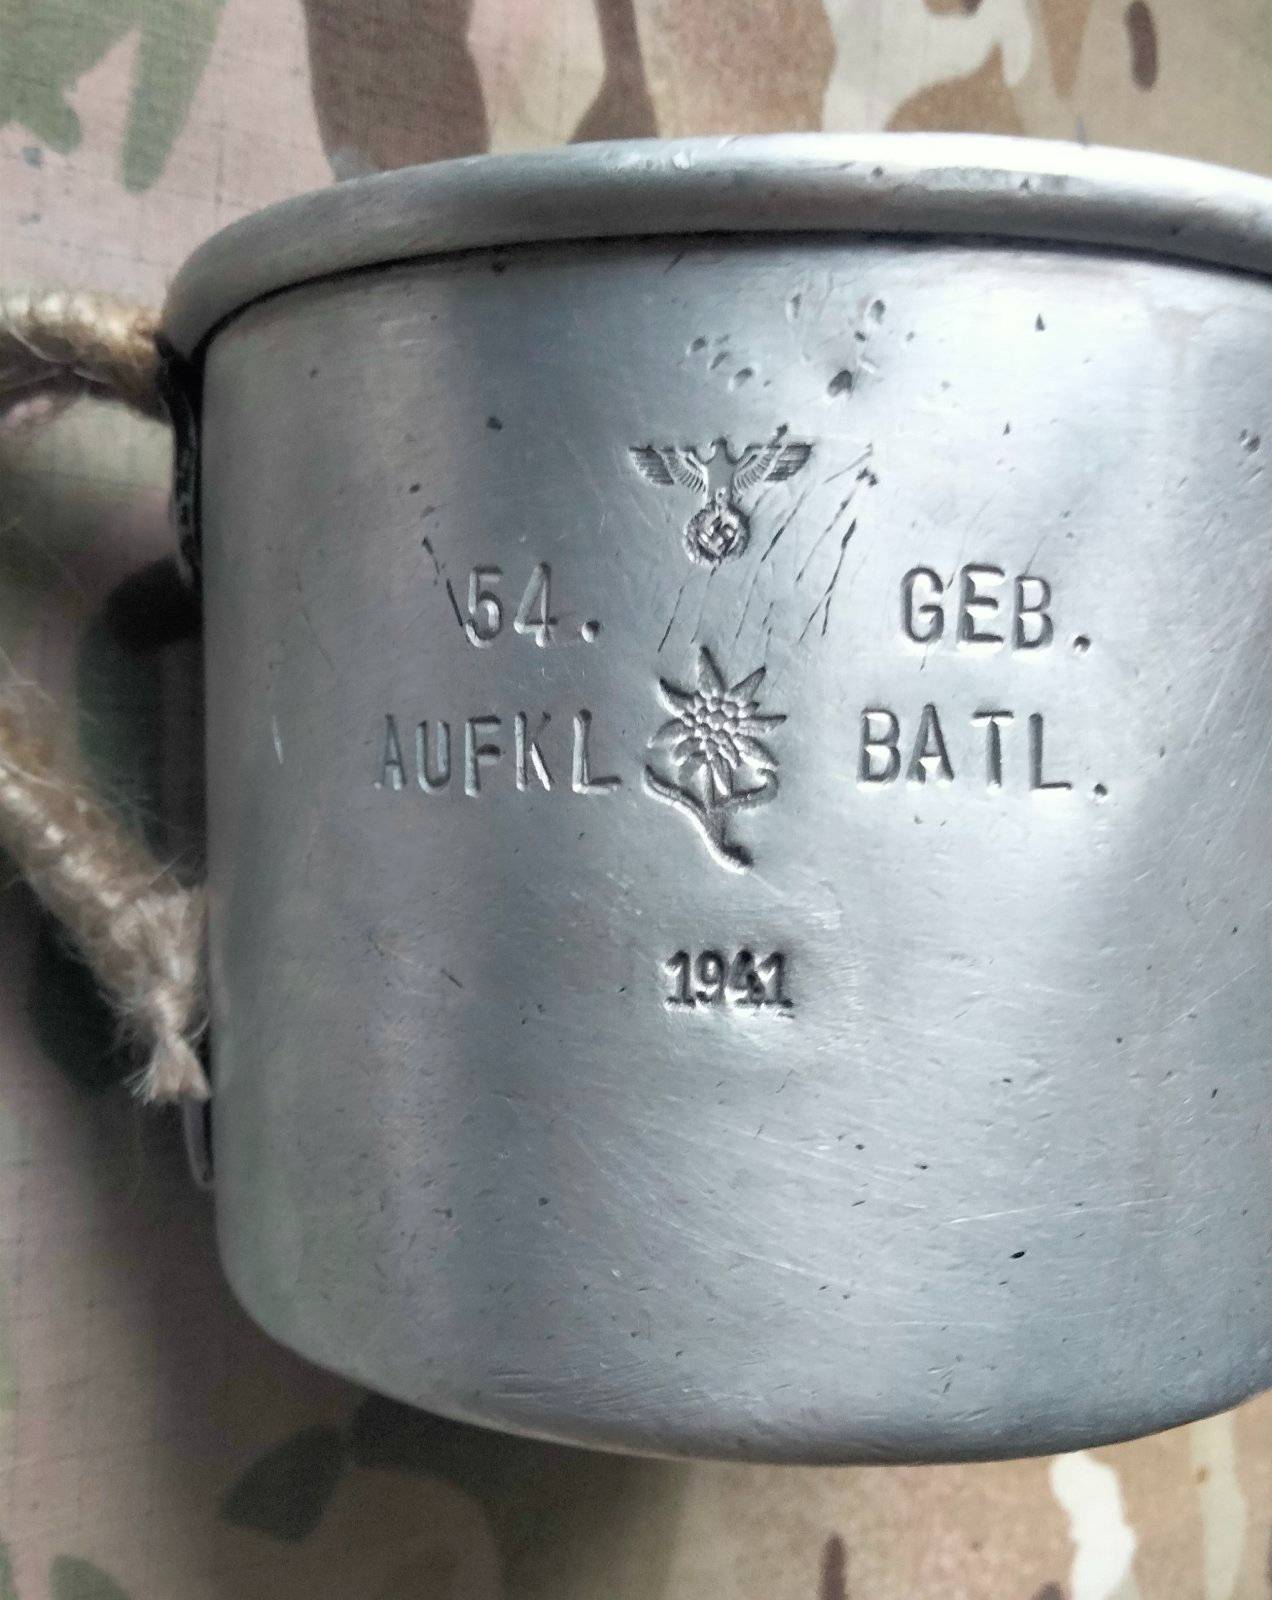 54. GEB.
AUFKL BATL.
1941